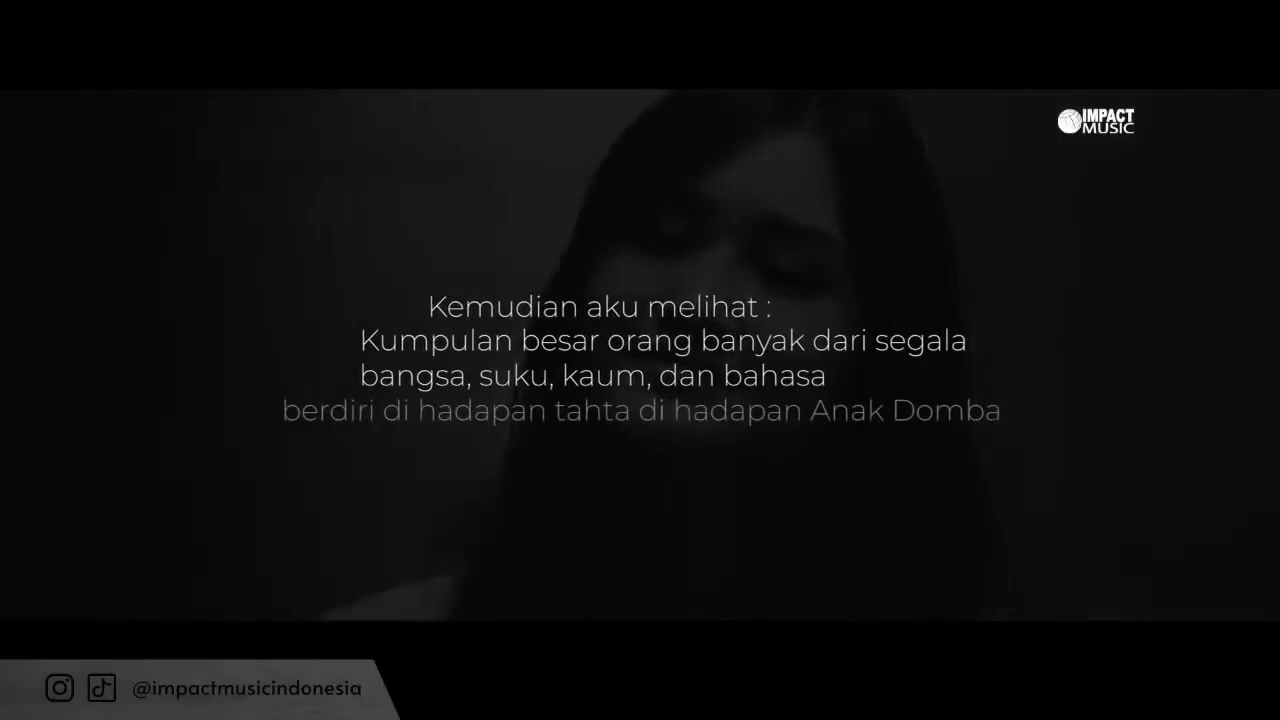 IMPACT
MUSIC
Kemudian aku melihat :
Kumpulan besar orang banyak dari segala
bangsa, suku, kaum, dan bahasa
berdiri di hadapan tahta di hadapan Anak Domba
@impactmusicindonesia